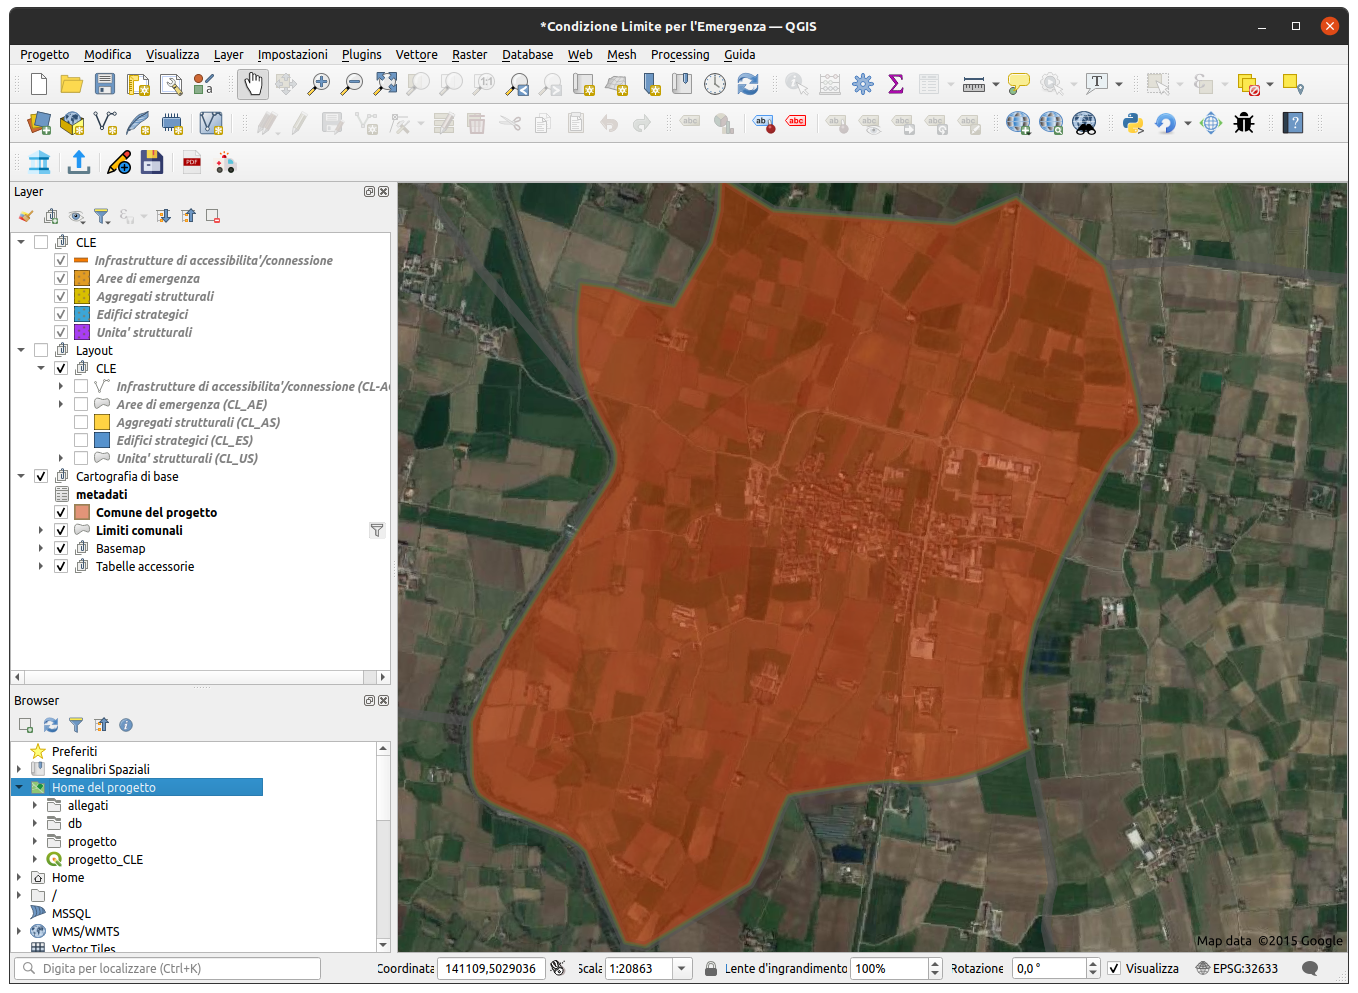 *Condizione Limite per l'Emergenza — QGIS
Progetto Modifica Visualizza Layer Impostazioni Plugins Vettore Raster Database Web Mesh Processing Guida
Layer
CLE
Infrastrutture di accessibilita'/connessione
Aree di emergenza
Aggregati strutturali
Edifici strategici
Unita' strutturali
Layout
CLE
Infrastrutture di accessibilita'/connessione (CL-A
Aree di emergenza (CL_AE)
Aggregati strutturali (CL_AS)
Edifici strategici (CL_ES)
Unita' strutturali (CL_US)
Cartografia di base
metadati
Comune del progetto
Limiti comunali
Basemap
Tabelle accessorie
Browser
Preferiti
Segnalibri Spaziali
Home del progetto
allegati
db
progetto
progetto_CLE
Home
/
MSSQL
WMS/WMTS
Vector Tiles
Map data ©2015 Google
Digita per localizzare (Ctrl+K) Coordinata 141109,5029036 Scala 1:20863 Lente d'ingrandimento 100% Rotazione 0,0 ° Visualizza EPSG:32633